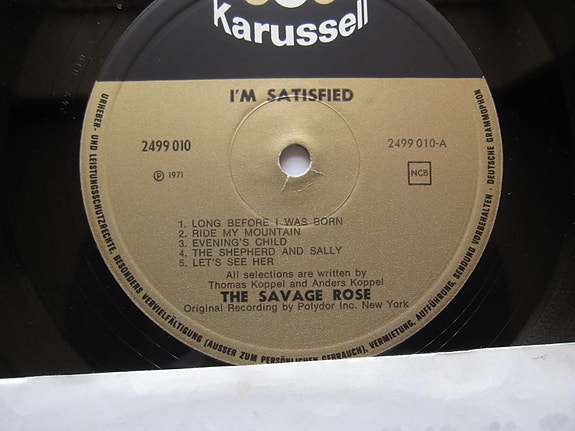 Karussell
I'M SATISFIED
2499 010
2499 010-A
Ⓟ 1971
NCB
1. LONG BEFORE I WAS BORN
2. RIDE MY MOUNTAIN
3. EVENING'S CHILD
4. THE SHEPHERD AND SALLY
5. LET'S SEE HER
All selections are written by
Thomas Koppel and Anders Koppel
THE SAVAGE ROSE
Original Recording by Polydor Inc. New York
URHEBER- UND LEISTUNGSSCHUTZRECHTE, BESONDERS VERVIELFÄLTIGUNG (AUSSER ZUM PERSÖNLICHEN GEBRAUCH), VERMIETUNG, AUFFÜHRUNG, SENDUNG VORBEHALTEN · DEUTSCHE GRAMMOPHON